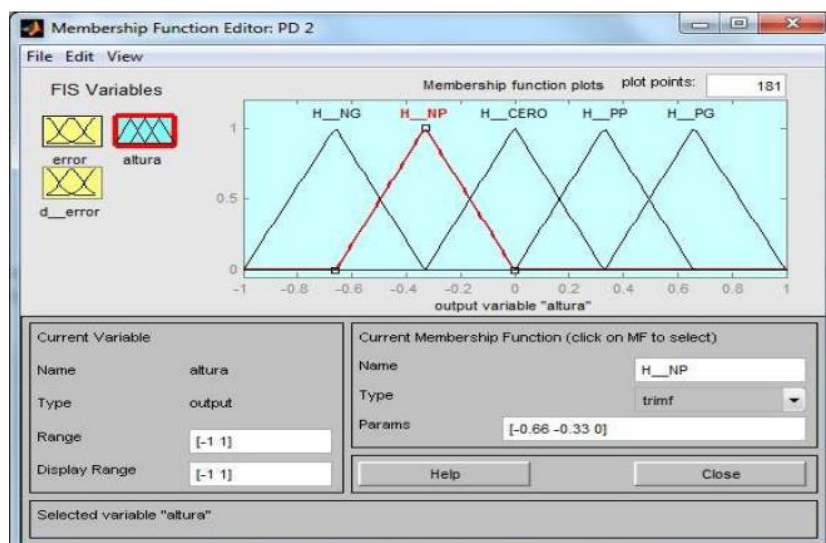 Membership Function Editor: PD 2
File Edit View
FIS Variables
error
altura
d__error
Membership function plots
plot points:
181
H__NG H__NP H__CERO H__PP H__PG
1
0.5
0
-1 -0.8 -0.6 -0.4 -0.2 0 0.2 0.4 0.6 0.8 1
output variable "altura"
Current Variable
Name altura
Type output
Range [-1 1]
Display Range [-1 1]
Current Membership Function (click on MF to select)
Name H__NP
Type trimf
Params [-0.66 -0.33 0]
Help Close
Selected variable "altura"